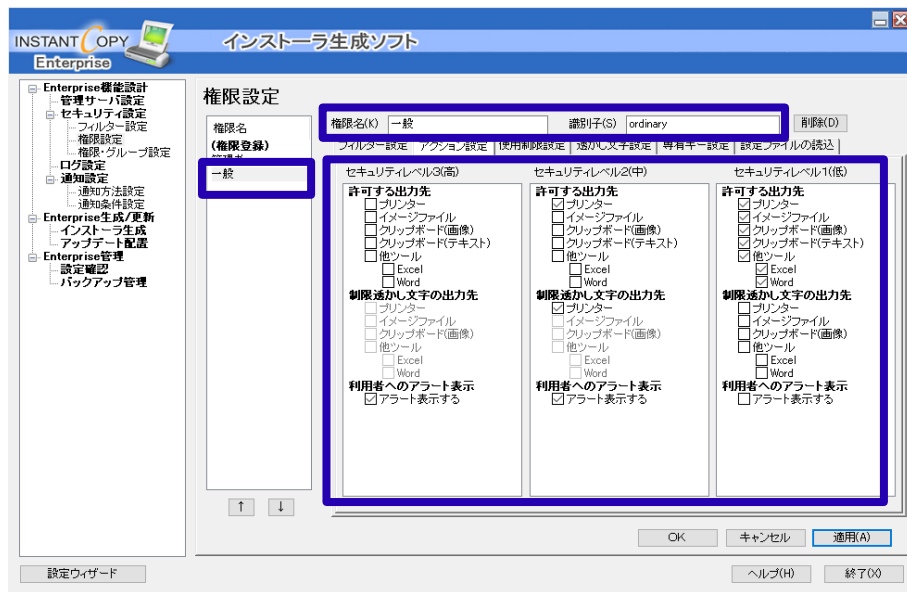 INSTANT COPY
Enterprise
インストーラ生成ソフト
Enterprise機能設計
管理サーバ設定
セキュリティ設定
フィルター設定
権限設定
権限・グループ設定
ログ設定
通知設定
通知方法設定
通知条件設定
Enterprise生成/更新
インストーラ生成
アップデート配置
Enterprise管理
設定確認
バックアップ管理
権限設定
権限名
(権限登録)
一般
↑ ↓
権限名(K) 一般 識別子(S) ordinary 削除(D)
フィルター設定 アクション設定 使用制限設定 透かし文字設定 専有キー設定 設定ファイルの読込
セキュリティレベル3(高)
許可する出力先
プリンター
イメージファイル
クリップボード(画像)
クリップボード(テキスト)
他ツール
Excel
Word
制限透かし文字の出力先
プリンター
イメージファイル
クリップボード(画像)
他ツール
Excel
Word
利用者へのアラート表示
アラート表示する
セキュリティレベル2(中)
許可する出力先
プリンター
イメージファイル
クリップボード(画像)
クリップボード(テキスト)
他ツール
Excel
Word
制限透かし文字の出力先
プリンター
イメージファイル
クリップボード(画像)
他ツール
Excel
Word
利用者へのアラート表示
アラート表示する
セキュリティレベル1(低)
許可する出力先
プリンター
イメージファイル
クリップボード(画像)
クリップボード(テキスト)
他ツール
Excel
Word
制限透かし文字の出力先
プリンター
イメージファイル
クリップボード(画像)
他ツール
Excel
Word
利用者へのアラート表示
アラート表示する
OK キャンセル 適用(A)
設定ウィザード ヘルプ(H) 終了(X)